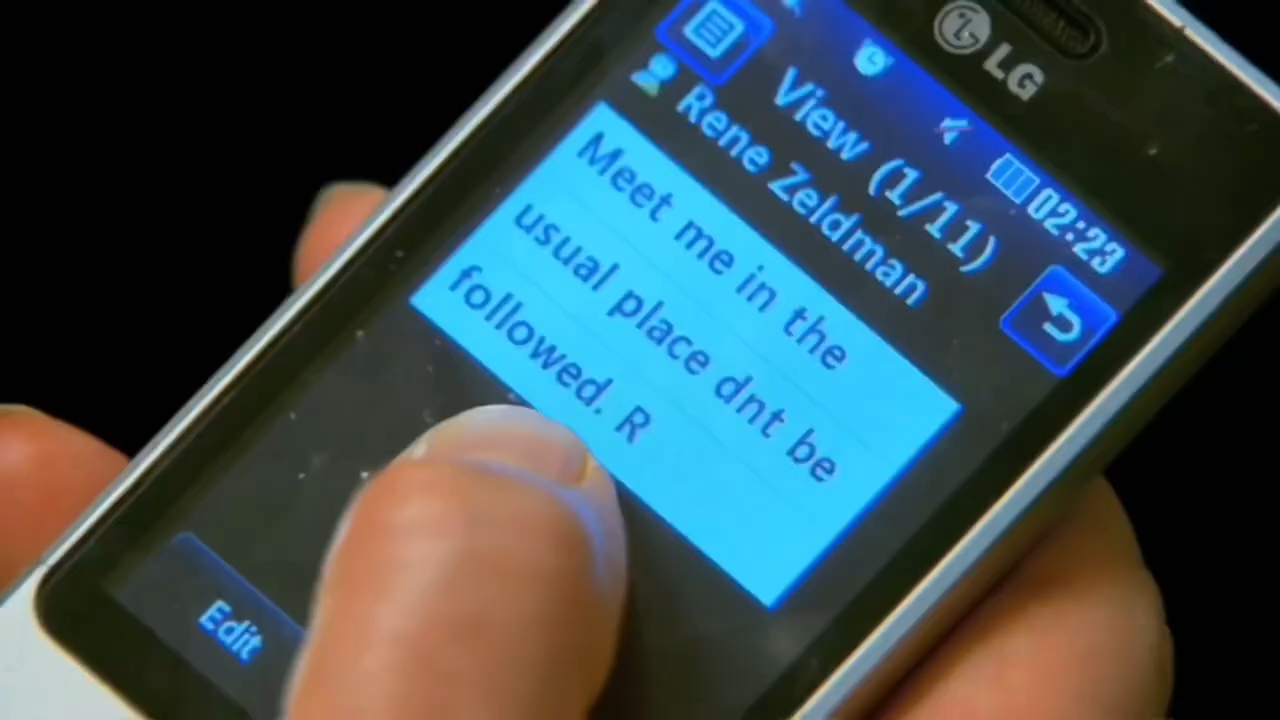 LG
02:23
View (1/11)
Rene Zeldman
Meet me in the
usual place dnt be
followed. R
Edit